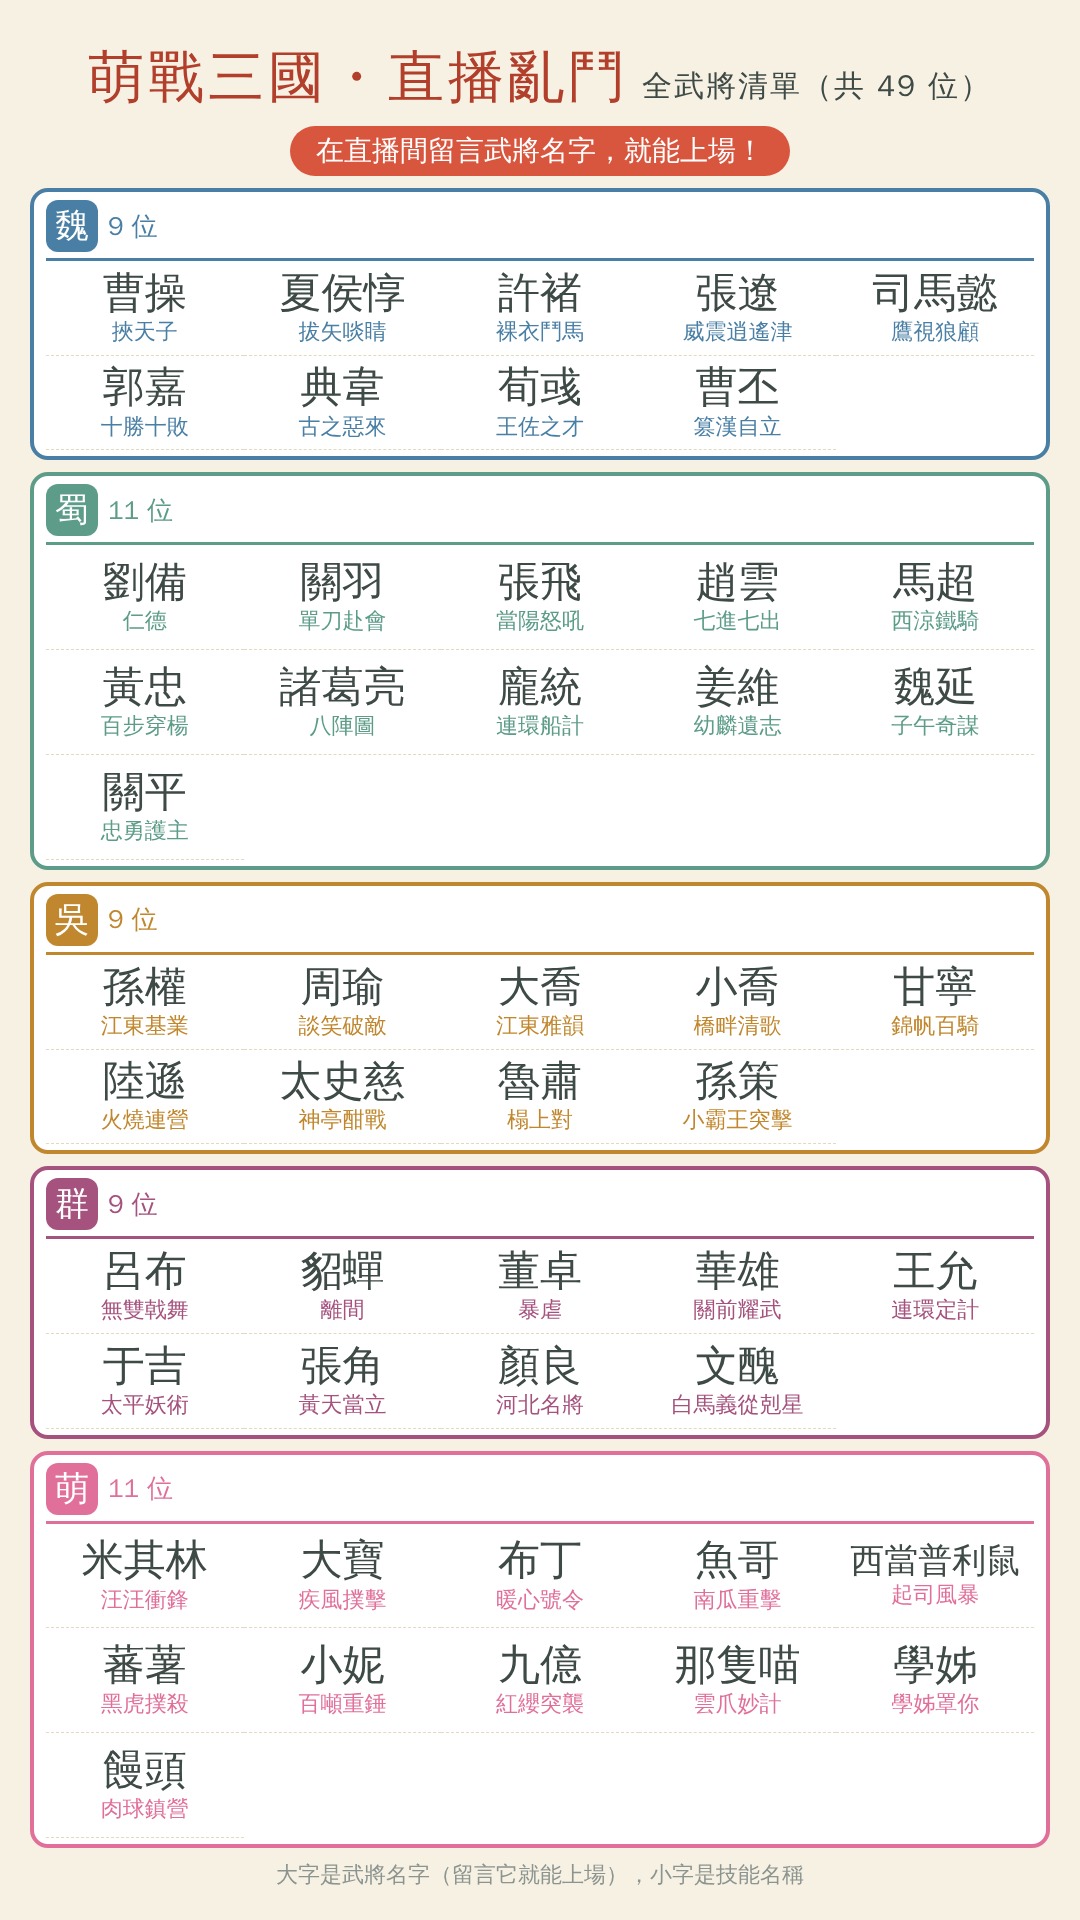 萌戰三國・直播亂鬥 全武將清單（共 49 位）
在直播間留言武將名字，就能上場！
魏 9 位
曹操 夏侯惇 許褚 張遼 司馬懿
挾天子 拔矢啖睛 裸衣鬥馬 威震逍遙津 鷹視狼顧
郭嘉 典韋 荀彧 曹丕
十勝十敗 古之惡來 王佐之才 篡漢自立
蜀 11 位
劉備 關羽 張飛 趙雲 馬超
仁德 單刀赴會 當陽怒吼 七進七出 西涼鐵騎
黃忠 諸葛亮 龐統 姜維 魏延
百步穿楊 八陣圖 連環船計 幼麟遺志 子午奇謀
關平
忠勇護主
吳 9 位
孫權 周瑜 大喬 小喬 甘寧
江東基業 談笑破敵 江東雅韻 橋畔清歌 錦帆百騎
陸遜 太史慈 魯肅 孫策
火燒連營 神亭酣戰 榻上對 小霸王突擊
群 9 位
呂布 貂蟬 董卓 華雄 王允
無雙戟舞 離間 暴虐 關前耀武 連環定計
于吉 張角 顏良 文醜
太平妖術 黃天當立 河北名將 白馬義從剋星
萌 11 位
米其林 大寶 布丁 魚哥 西當普利鼠
汪汪衝鋒 疾風撲擊 暖心號令 南瓜重擊 起司風暴
蕃薯 小妮 九億 那隻喵 學姊
黑虎撲殺 百噸重錘 紅纓突襲 雲爪妙計 學姊罩你
饅頭
肉球鎮營
大字是武將名字（留言它就能上場），小字是技能名稱